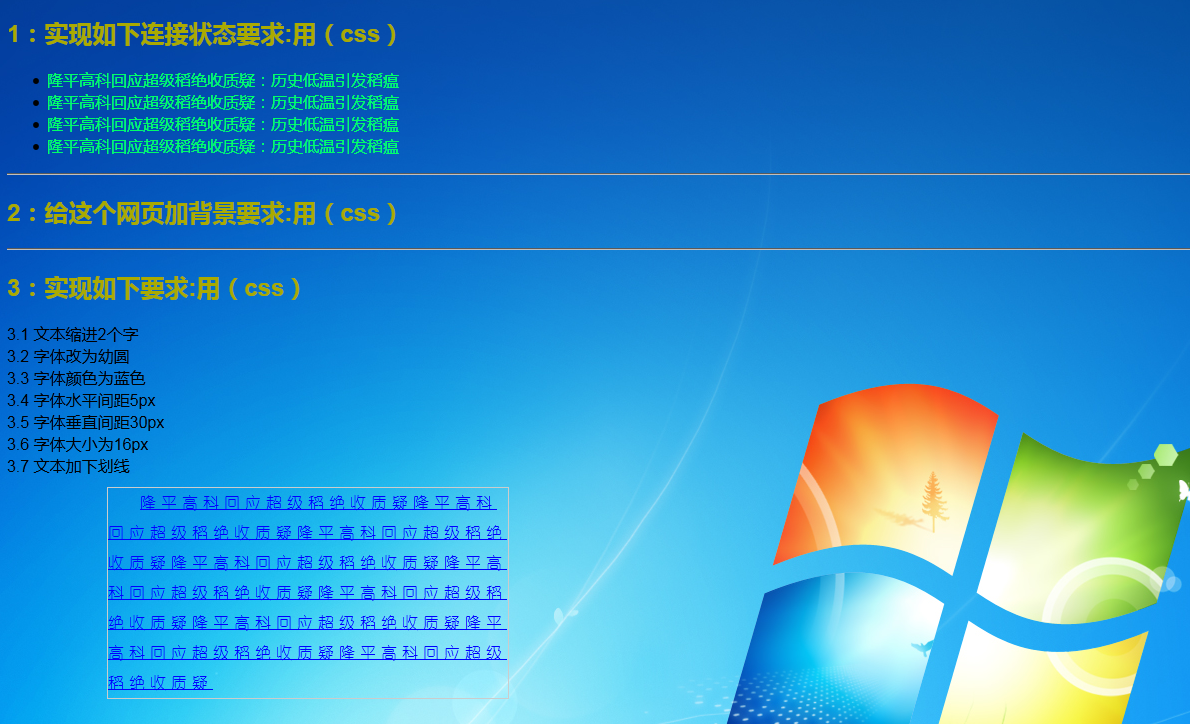 1：实现如下连接状态要求:用（css）
隆平高科回应超级稻绝收质疑：历史低温引发稻瘟
隆平高科回应超级稻绝收质疑：历史低温引发稻瘟
隆平高科回应超级稻绝收质疑：历史低温引发稻瘟
隆平高科回应超级稻绝收质疑：历史低温引发稻瘟
2：给这个网页加背景要求:用（css）
3：实现如下要求:用（css）
3.1 文本缩进2个字
3.2 字体改为幼圆
3.3 字体颜色为蓝色
3.4 字体水平间距5px
3.5 字体垂直间距30px
3.6 字体大小为16px
3.7 文本加下划线
隆平高科回应超级稻绝收质疑隆平高科
回应超级稻绝收质疑隆平高科回应超级稻绝
收质疑隆平高科回应超级稻绝收质疑隆平高
科回应超级稻绝收质疑隆平高科回应超级稻
绝收质疑隆平高科回应超级稻绝收质疑隆平
高科回应超级稻绝收质疑隆平高科回应超级
稻绝收质疑